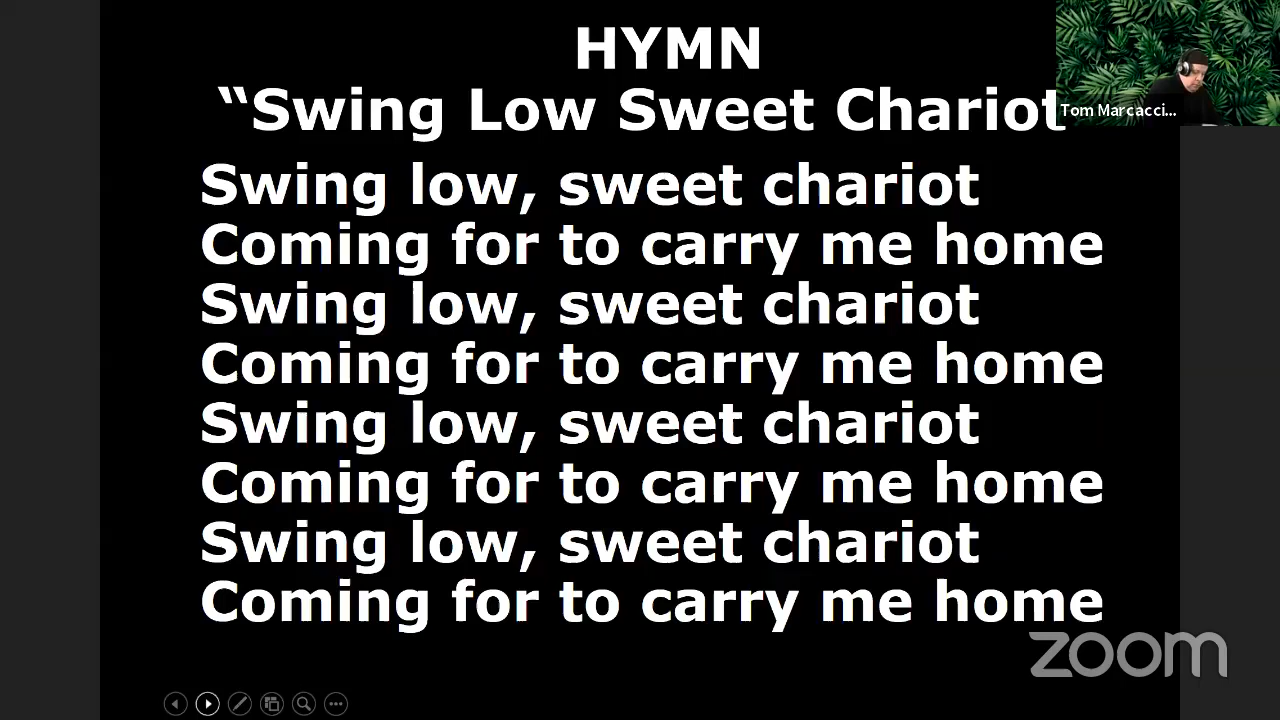 HYMN
“Swing Low Sweet Chariot
Tom Marcacci...
Swing low, sweet chariot
Coming for to carry me home
Swing low, sweet chariot
Coming for to carry me home
Swing low, sweet chariot
Coming for to carry me home
Swing low, sweet chariot
Coming for to carry me home
zoom